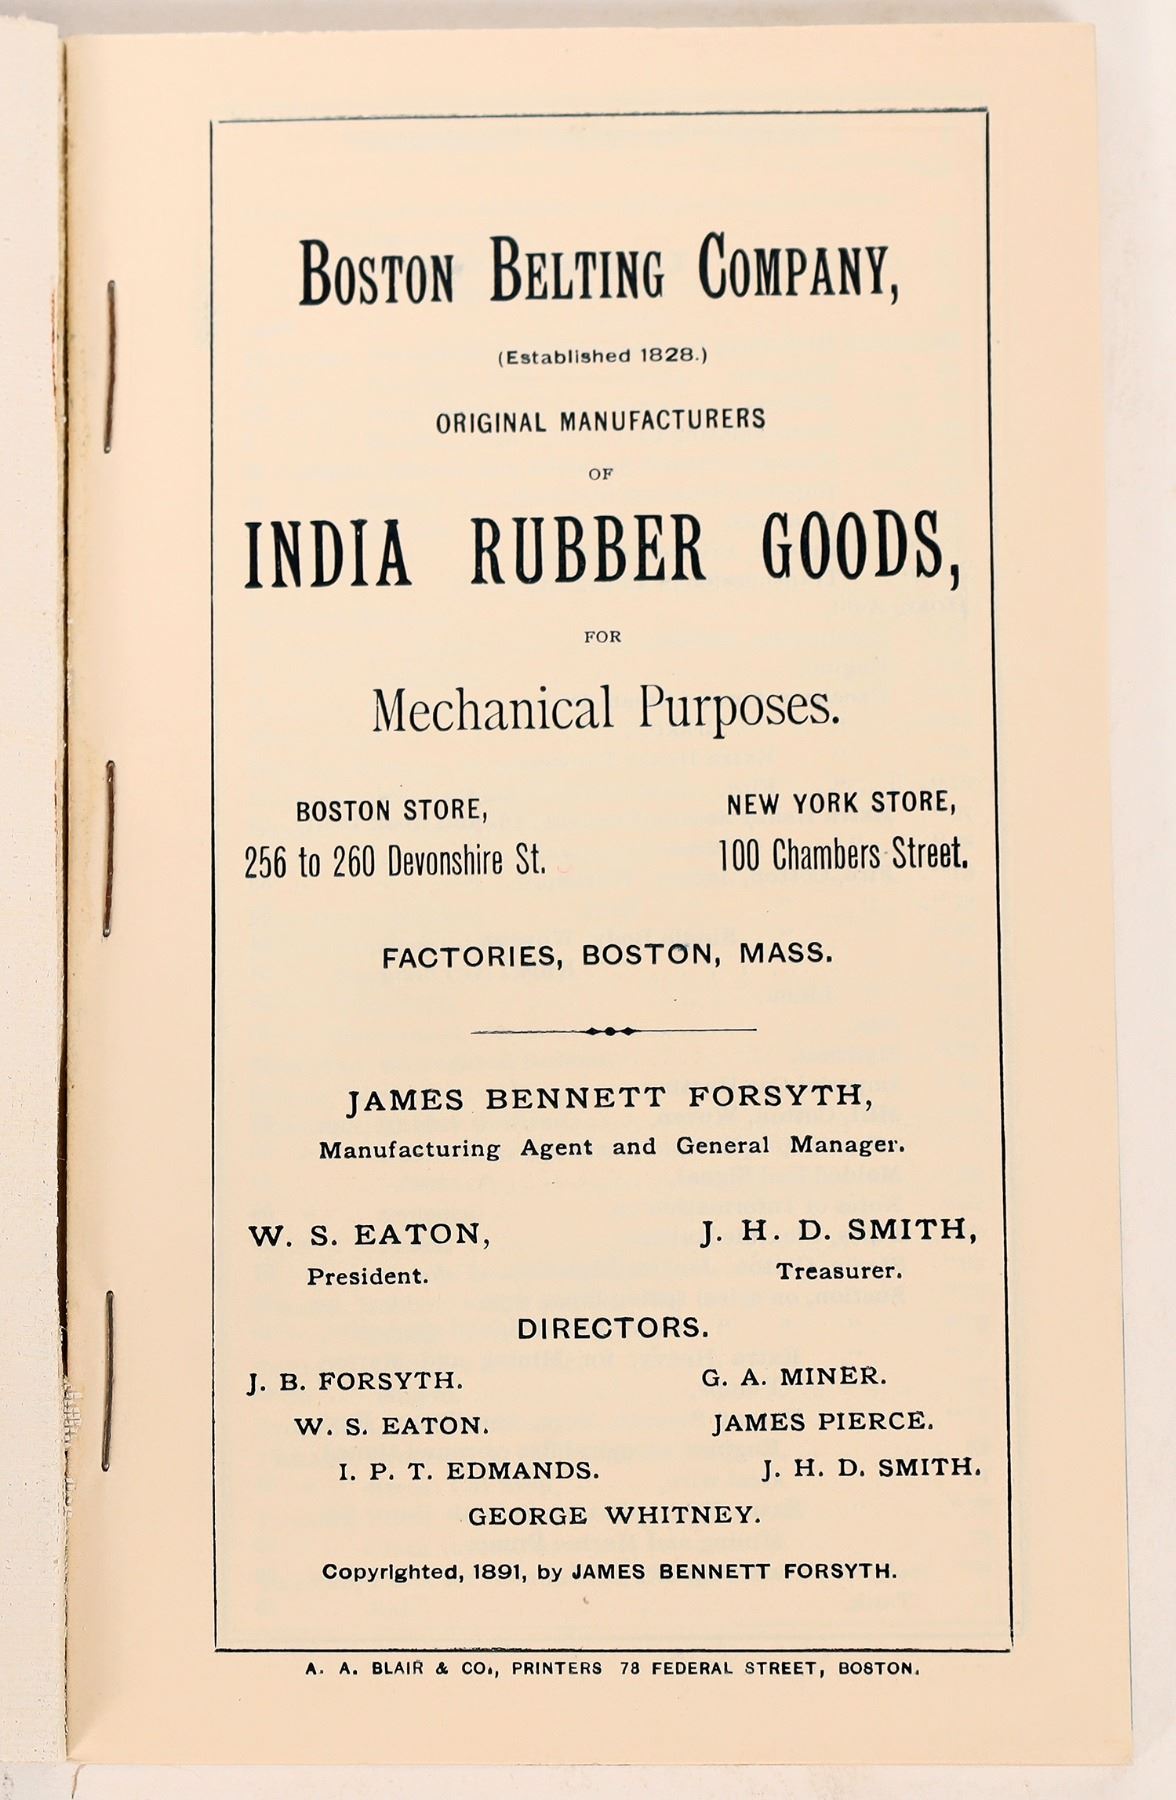 BOSTON BELTING COMPANY,
(Established 1828.)
ORIGINAL MANUFACTURERS
OF
INDIA RUBBER GOODS,
FOR
Mechanical Purposes.
BOSTON STORE,
256 to 260 Devonshire St.
NEW YORK STORE,
100 Chambers Street.
FACTORIES, BOSTON, MASS.
JAMES BENNETT FORSYTH,
Manufacturing Agent and General Manager.
W. S. EATON,
President.
J. H. D. SMITH,
Treasurer.
DIRECTORS.
J. B. FORSYTH.
G. A. MINER.
W. S. EATON.
JAMES PIERCE.
I. P. T. EDMANDS.
J. H. D. SMITH.
GEORGE WHITNEY.
Copyrighted, 1891, by JAMES BENNETT FORSYTH.
A. A. BLAIR & CO., PRINTERS 78 FEDERAL STREET, BOSTON.